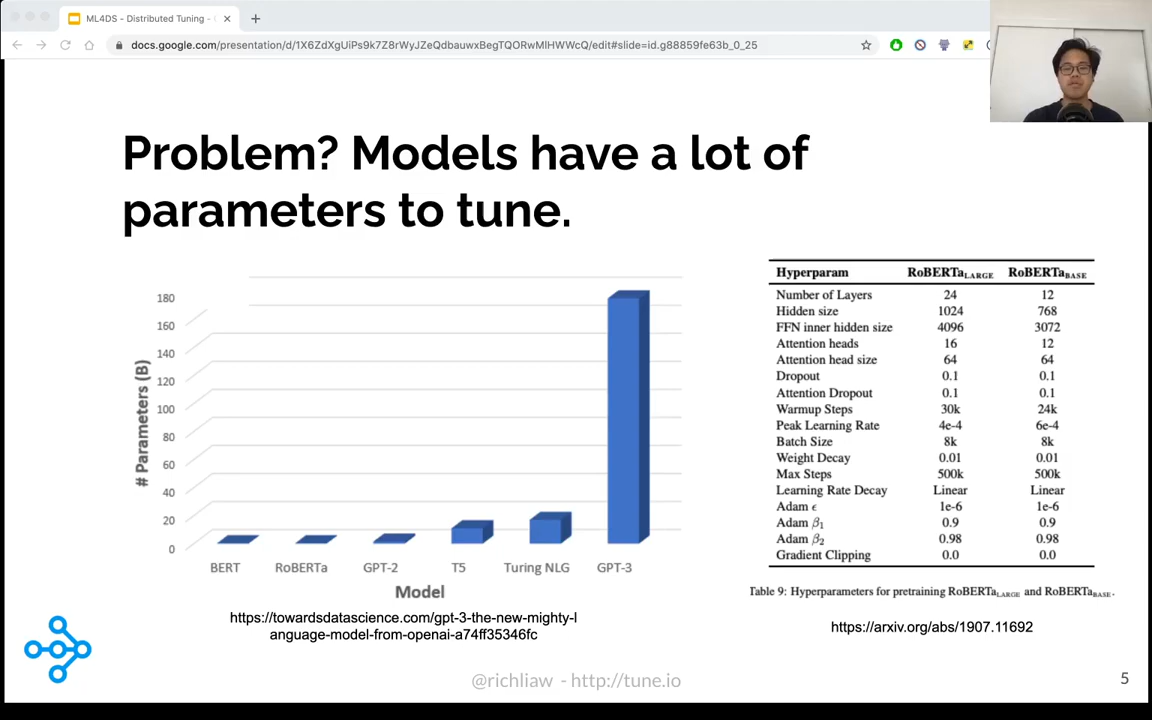 ML4DS - Distributed Tuning -
docs.google.com/presentation/d/1X6ZdXgUiPs9k7Z8rWyJZeQdbauwxBegTQORwMlHWWcQ/edit#slide=id.g88859fe63b_0_25
Problem? Models have a lot of
parameters to tune.
# Parameters (B)
180
160
140
120
100
80
60
40
20
0
BERT RoBERTa GPT-2 T5 Turing NLG GPT-3
Model
https://towardsdatascience.com/gpt-3-the-new-mighty-l
anguage-model-from-openai-a74ff35346fc
Hyperparam RoBERTaLARGE RoBERTaBASE
Number of Layers 24 12
Hidden size 1024 768
FFN inner hidden size 4096 3072
Attention heads 16 12
Attention head size 64 64
Dropout 0.1 0.1
Attention Dropout 0.1 0.1
Warmup Steps 30k 24k
Peak Learning Rate 4e-4 6e-4
Batch Size 8k 8k
Weight Decay 0.01 0.01
Max Steps 500k 500k
Learning Rate Decay Linear Linear
Adam ϵ 1e-6 1e-6
Adam β1 0.9 0.9
Adam β2 0.98 0.98
Gradient Clipping 0.0 0.0
Table 9: Hyperparameters for pretraining RoBERTaLARGE and RoBERTaBASE.
https://arxiv.org/abs/1907.11692
@richliaw - http://tune.io
5